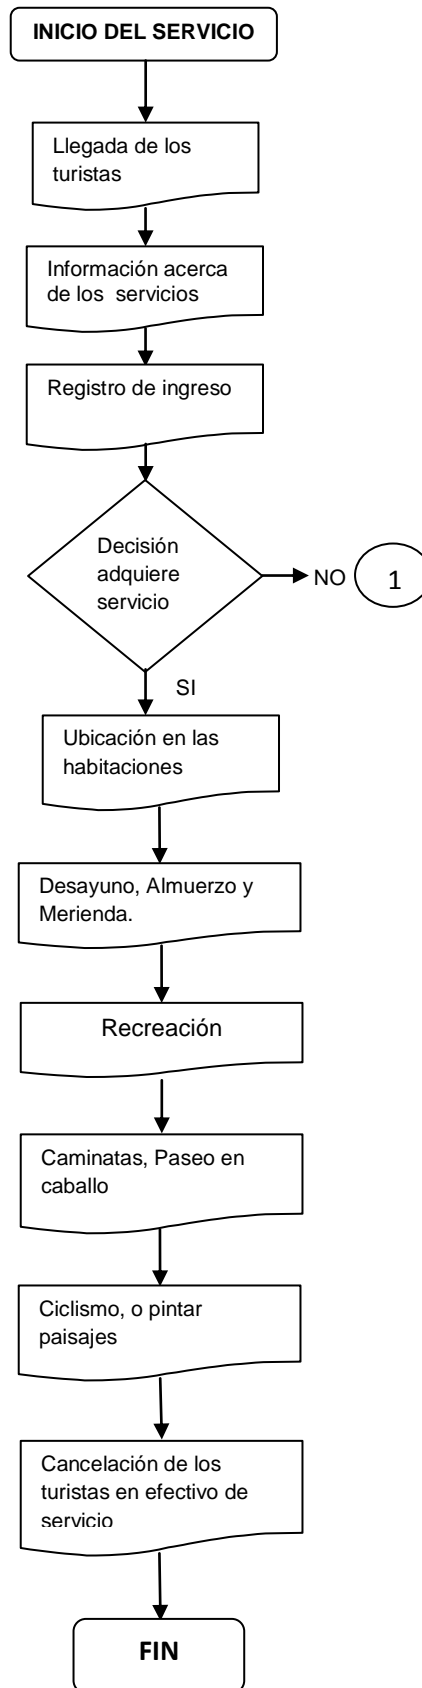 INICIO DEL SERVICIO
Llegada de los
turistas
Información acerca
de los servicios
Registro de ingreso
Decisión
adquiere
servicio
NO
1
SI
Ubicación en las
habitaciones
Desayuno, Almuerzo y
Merienda.
Recreación
Caminatas, Paseo en
caballo
Ciclismo, o pintar
paisajes
Cancelación de los
turistas en efectivo de
servicio
FIN